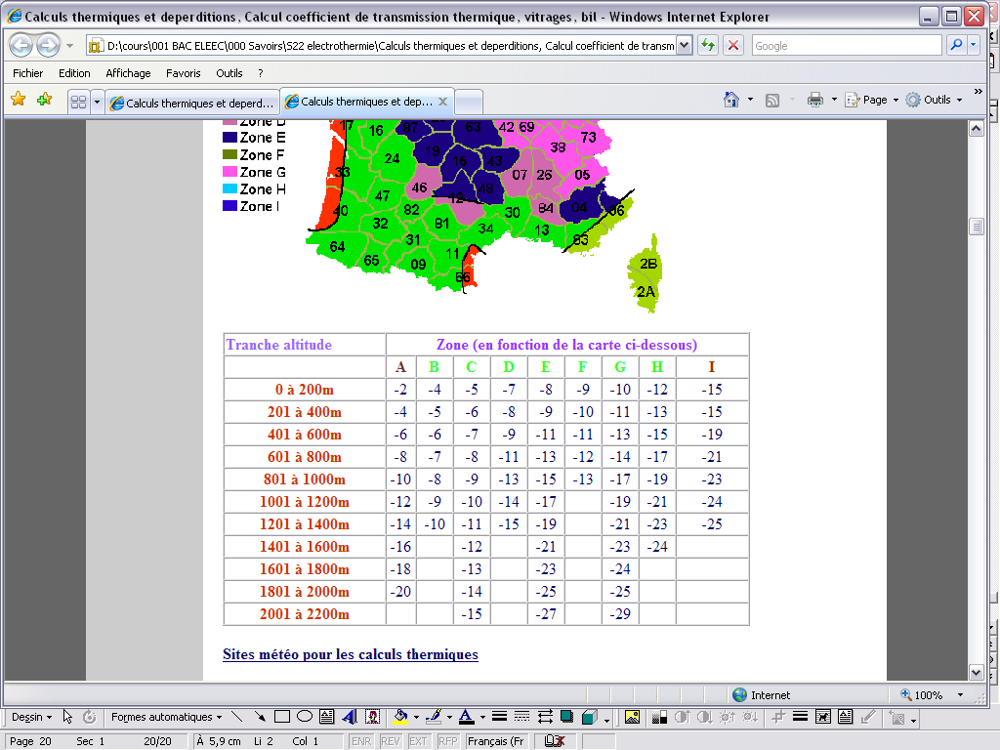 Calculs thermiques et deperditions, Calcul coefficient de transmission thermique, vitrages, bil - Windows Internet Explorer
D:\cours\001 BAC ELEEC\000 Savoirs\S22 electrothermie\Calculs thermiques et deperditions, Calcul coefficient de transm
Google
Fichier Edition Affichage Favoris Outils ?
Calculs thermiques et deperd... Calculs thermiques et dep... Page Outils
Zone D
Zone E
Zone F
Zone G
Zone H
Zone I
17 16 87 63 42 69 73
24 19 15 43 38
33 46 07 26 05
47 12 48
40 82 84 04 06
32 81 30
31 34 13 83
64 65 09 11
66
2B
2A
Tranche altitude Zone (en fonction de la carte ci-dessous)
A B C D E F G H I
0 à 200m -2 -4 -5 -7 -8 -9 -10 -12 -15
201 à 400m -4 -5 -6 -8 -9 -10 -11 -13 -15
401 à 600m -6 -6 -7 -9 -11 -11 -13 -15 -19
601 à 800m -8 -7 -8 -11 -13 -12 -14 -17 -21
801 à 1000m -10 -8 -9 -13 -15 -13 -17 -19 -23
1001 à 1200m -12 -9 -10 -14 -17 -19 -21 -24
1201 à 1400m -14 -10 -11 -15 -19 -21 -23 -25
1401 à 1600m -16 -12 -21 -23 -24
1601 à 1800m -18 -13 -23 -24
1801 à 2000m -20 -14 -25 -25
2001 à 2200m -15 -27 -29
Sites météo pour les calculs thermiques
Internet 100%
Dessin Formes automatiques
Page 20 Sec 1 20/20 À 5,9 cm Li 2 Col 1 ENR REV EXT RFP Français (Fr